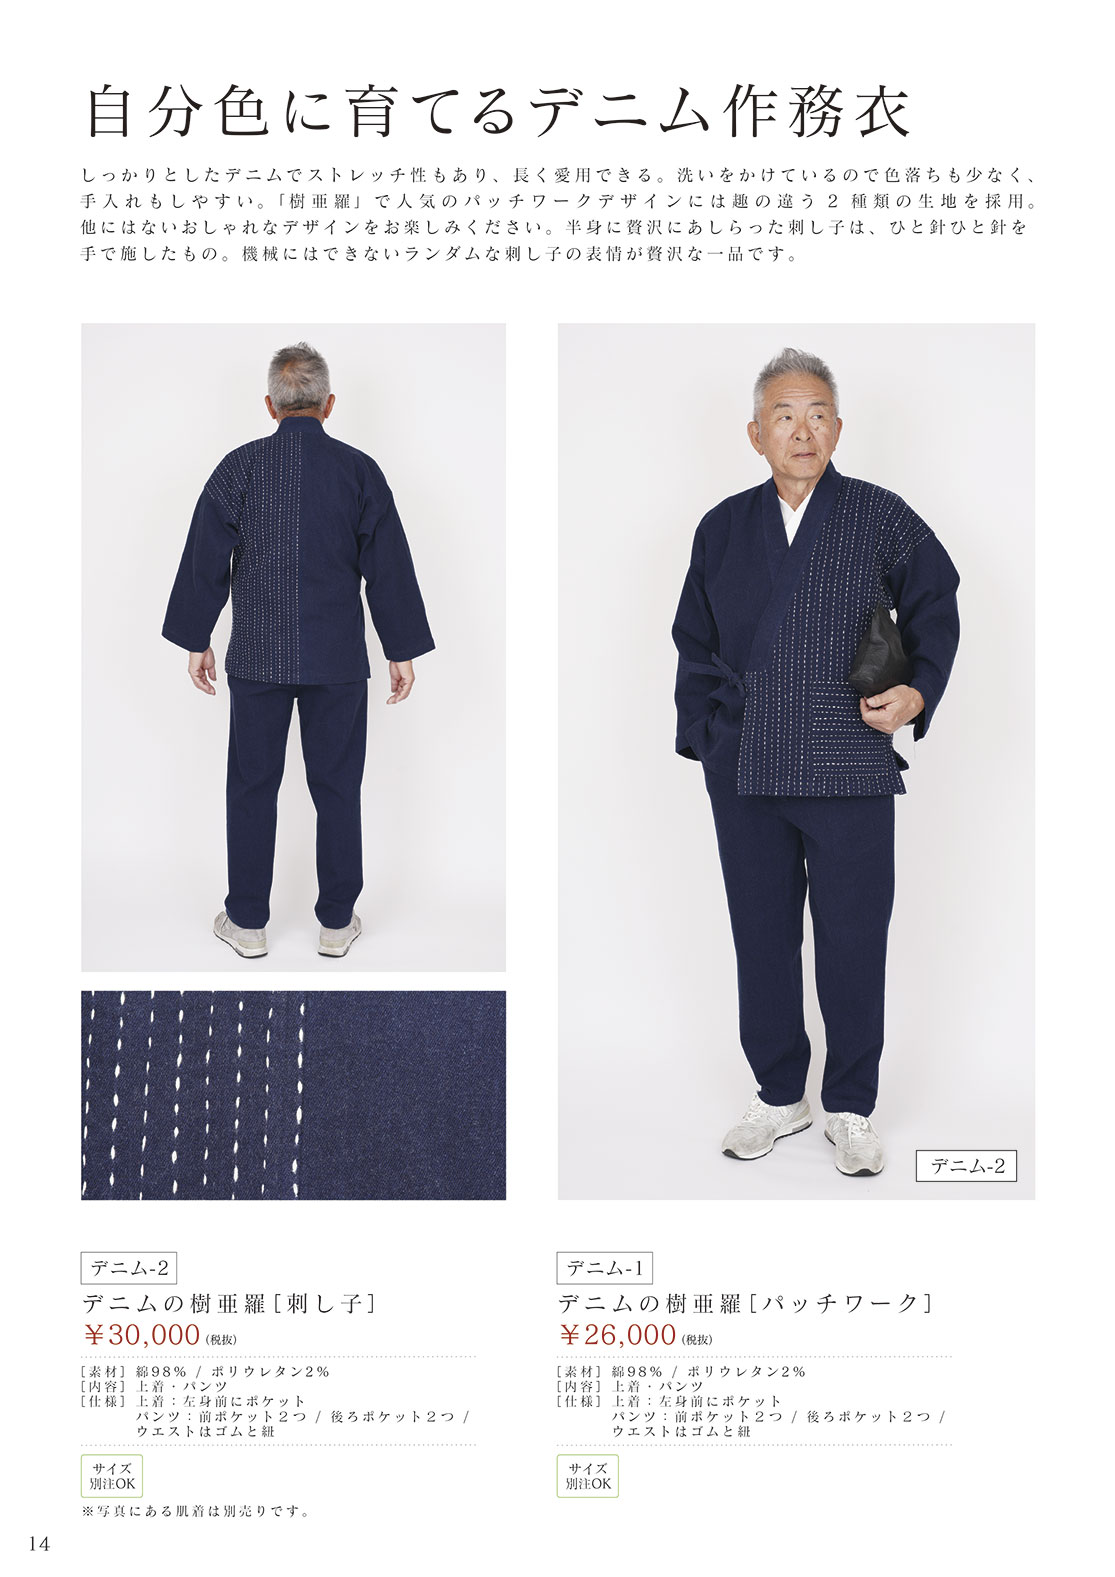 自分色に育てるデニム作務衣
しっかりとしたデニムでストレッチ性もあり、長く愛用できる。洗いをかけているので色落ちも少なく、
手入れもしやすい。「樹亜羅」で人気のパッチワークデザインには趣の違う2種類の生地を採用。
他にはないおしゃれなデザインをお楽しみください。半身に贅沢にあしらった刺し子は、ひと針ひと針を
手で施したもの。機械にはできないランダムな刺し子の表情が贅沢な一品です。
デニム-2
デニム-2
デニムの樹亜羅[刺し子]
￥30,000(税抜)
[素材] 綿98% / ポリウレタン2%
[内容] 上着・パンツ
[仕様] 上着：左身前にポケット
パンツ：前ポケット2つ / 後ろポケット2つ /
ウエストはゴムと紐
サイズ
別注OK
※写真にある肌着は別売りです。
デニム-1
デニムの樹亜羅[パッチワーク]
￥26,000(税抜)
[素材] 綿98% / ポリウレタン2%
[内容] 上着・パンツ
[仕様] 上着：左身前にポケット
パンツ：前ポケット2つ / 後ろポケット2つ /
ウエストはゴムと紐
サイズ
別注OK
14